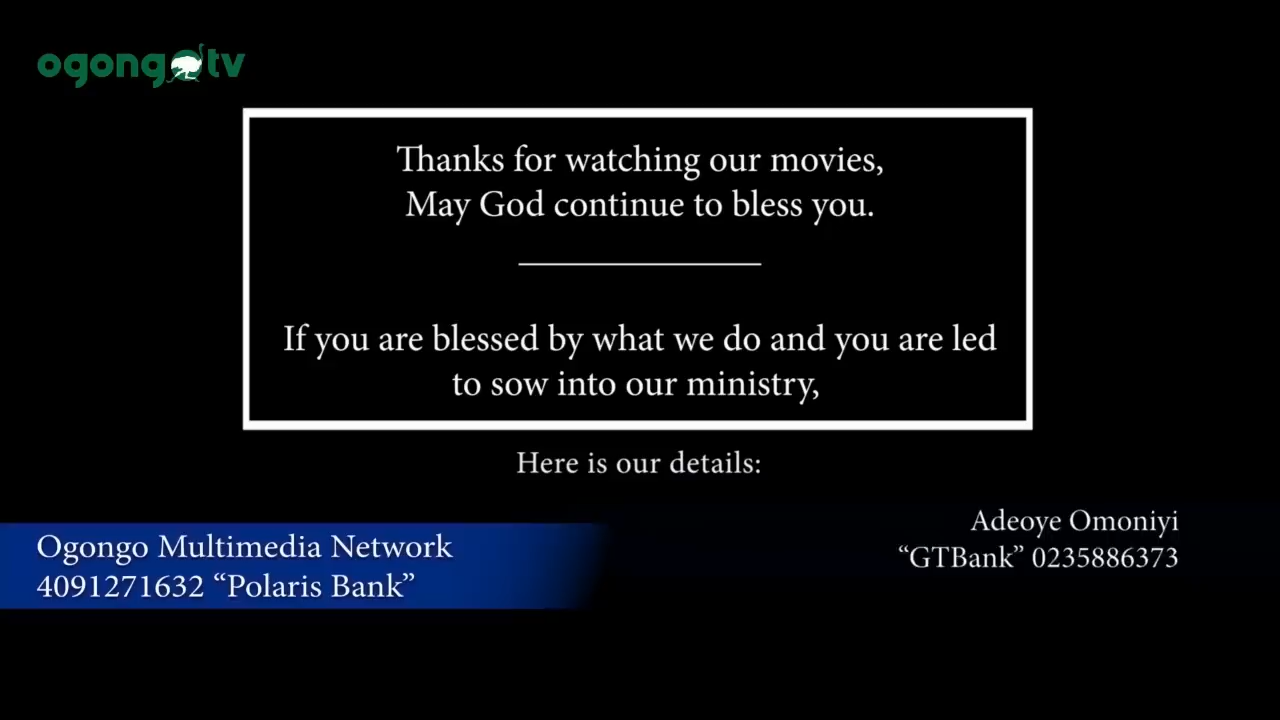 ogongotv
Thanks for watching our movies,
May God continue to bless you.
If you are blessed by what we do and you are led
to sow into our ministry,
Here is our details:
Adeoye Omoniyi
“GTBank” 0235886373
Ogongo Multimedia Network
4091271632 “Polaris Bank”